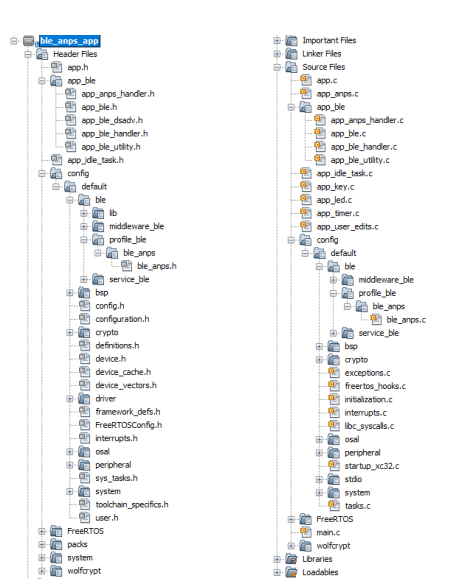 ble_anps_app
Header Files
app.h
app_ble
app_anps_handler.h
app_ble.h
app_ble_dsadv.h
app_ble_handler.h
app_ble_utility.h
app_idle_task.h
config
default
ble
lib
middleware_ble
profile_ble
ble_anps
ble_anps.h
service_ble
bsp
config.h
configuration.h
crypto
definitions.h
device.h
device_cache.h
device_vectors.h
driver
framework_defs.h
FreeRTOSConfig.h
interrupts.h
osal
peripheral
sys_tasks.h
system
toolchain_specifics.h
user.h
FreeRTOS
packs
system
wolfcrypt
Important Files
Linker Files
Source Files
app.c
app_anps.c
app_ble
app_anps_handler.c
app_ble.c
app_ble_handler.c
app_ble_utility.c
app_idle_task.c
app_key.c
app_led.c
app_timer.c
app_user_edits.c
config
default
ble
middleware_ble
profile_ble
ble_anps
ble_anps.c
service_ble
bsp
crypto
exceptions.c
freertos_hooks.c
initialization.c
interrupts.c
libc_syscalls.c
osal
peripheral
startup_xc32.c
stdio
system
tasks.c
FreeRTOS
main.c
wolfcrypt
Libraries
Loadables